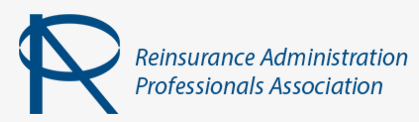 Reinsurance Administration
Professionals Association